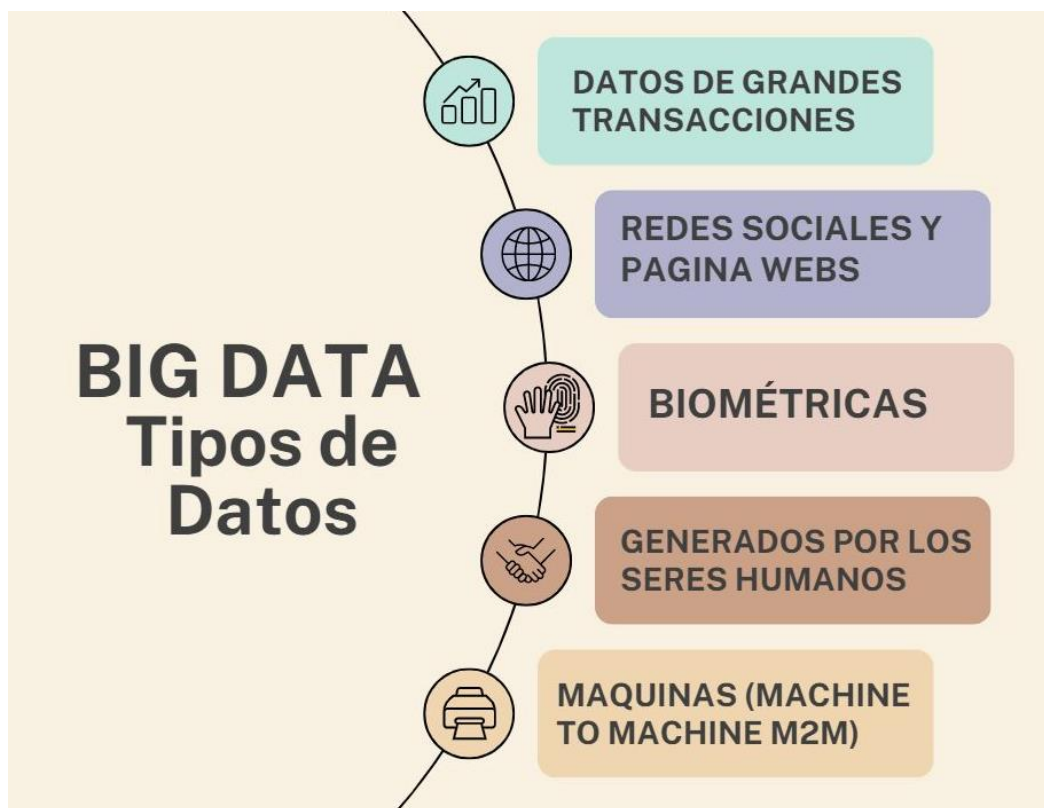 BIG DATA
Tipos de
Datos
DATOS DE GRANDES
TRANSACCIONES
REDES SOCIALES Y
PAGINA WEBS
BIOMÉTRICAS
GENERADOS POR LOS
SERES HUMANOS
MAQUINAS (MACHINE
TO MACHINE M2M)